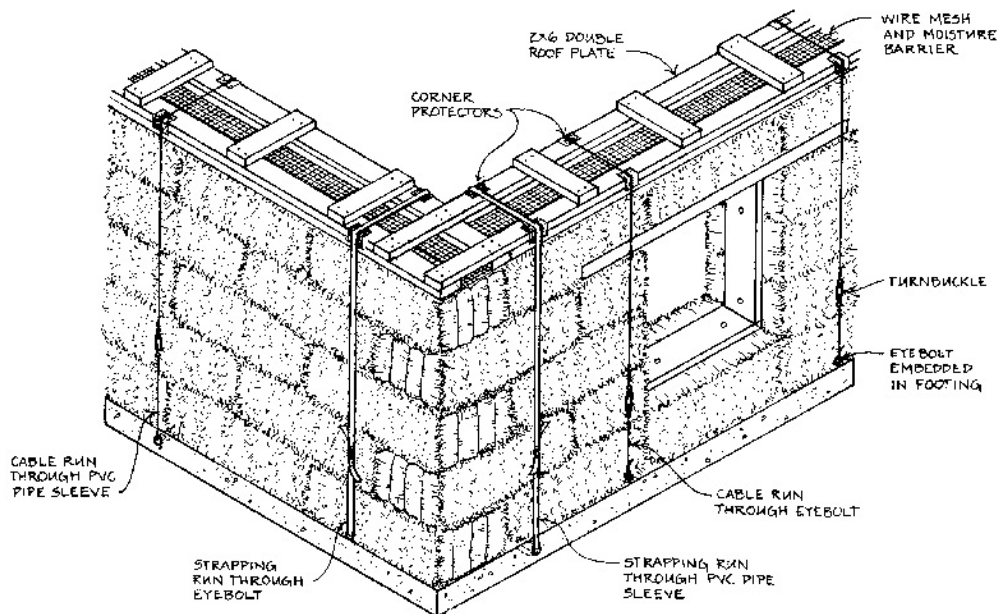 WIRE MESH
AND MOISTURE
BARRIER
2x6 DOUBLE
ROOF PLATE
CORNER
PROTECTORS
TURNBUCKLE
EYEBOLT
EMBEDDED
IN FOOTING
CABLE RUN
THROUGH PVC
PIPE SLEEVE
CABLE RUN
THROUGH EYEBOLT
STRAPPING
RUN THROUGH
EYEBOLT
STRAPPING RUN
THROUGH PVC PIPE
SLEEVE